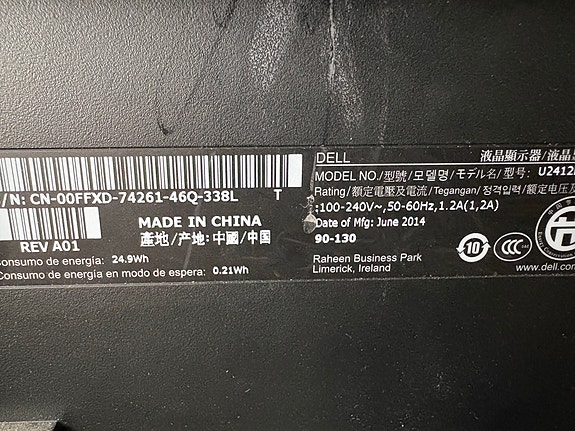 /N: CN-00FFXD-74261-46Q-338L T
MADE IN CHINA
產地/产地: 中國/中国
REV A01
Consumo de energía: 24.9Wh
Consumo de energía en modo de espera: 0.21Wh
DELL 液晶顯示器/液晶
MODEL NO./型號/모델명/モデル名/型号: U2412
Rating/額定電壓及電流/Tegangan/정격입력/额定电压及
:100-240V~,50-60Hz,1.2A(1,2A)
Date of Mfg: June 2014
90-130
Raheen Business Park
Limerick, Ireland
10
CCC
www.dell.co